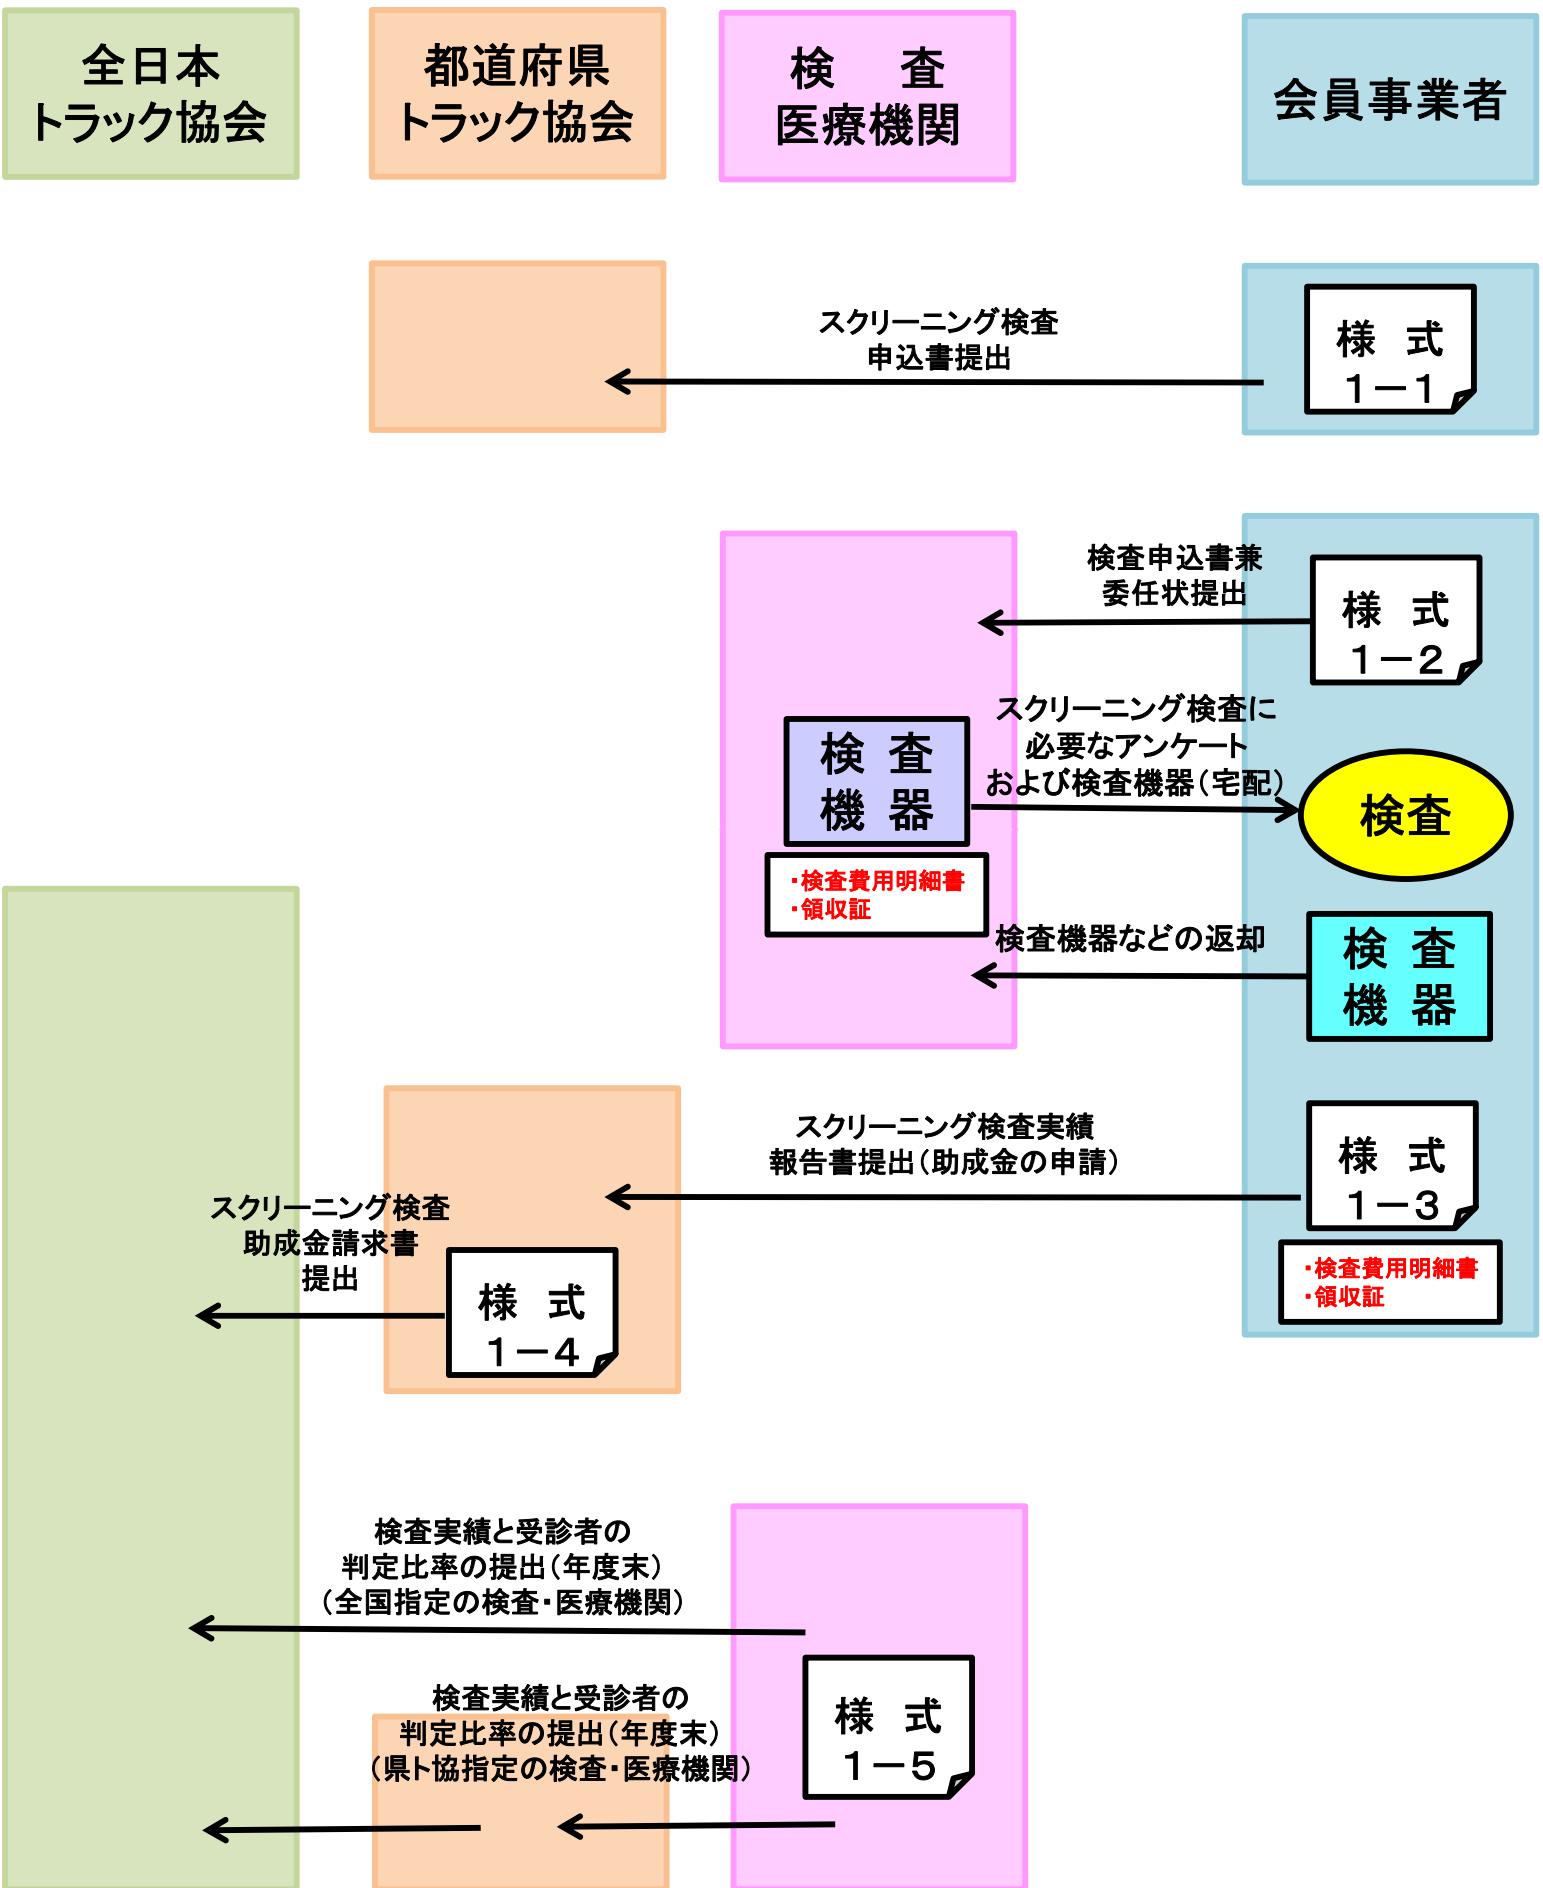 全日本
トラック協会
都道府県
トラック協会
検　査
医療機関
会員事業者
スクリーニング検査
申込書提出
様　式
１－１
検査申込書兼
委任状提出
様　式
１－２
スクリーニング検査に
必要なアンケート
および検査機器（宅配）
検　査
機　器
検査
・検査費用明細書
・領収証
検査機器などの返却
検　査
機　器
スクリーニング検査実績
報告書提出（助成金の申請）
様　式
１－３
・検査費用明細書
・領収証
スクリーニング検査
助成金請求書
提出
様　式
１－４
検査実績と受診者の
判定比率の提出（年度末）
（全国指定の検査・医療機関）
検査実績と受診者の
判定比率の提出（年度末）
（県ト協指定の検査・医療機関）
様　式
１－５